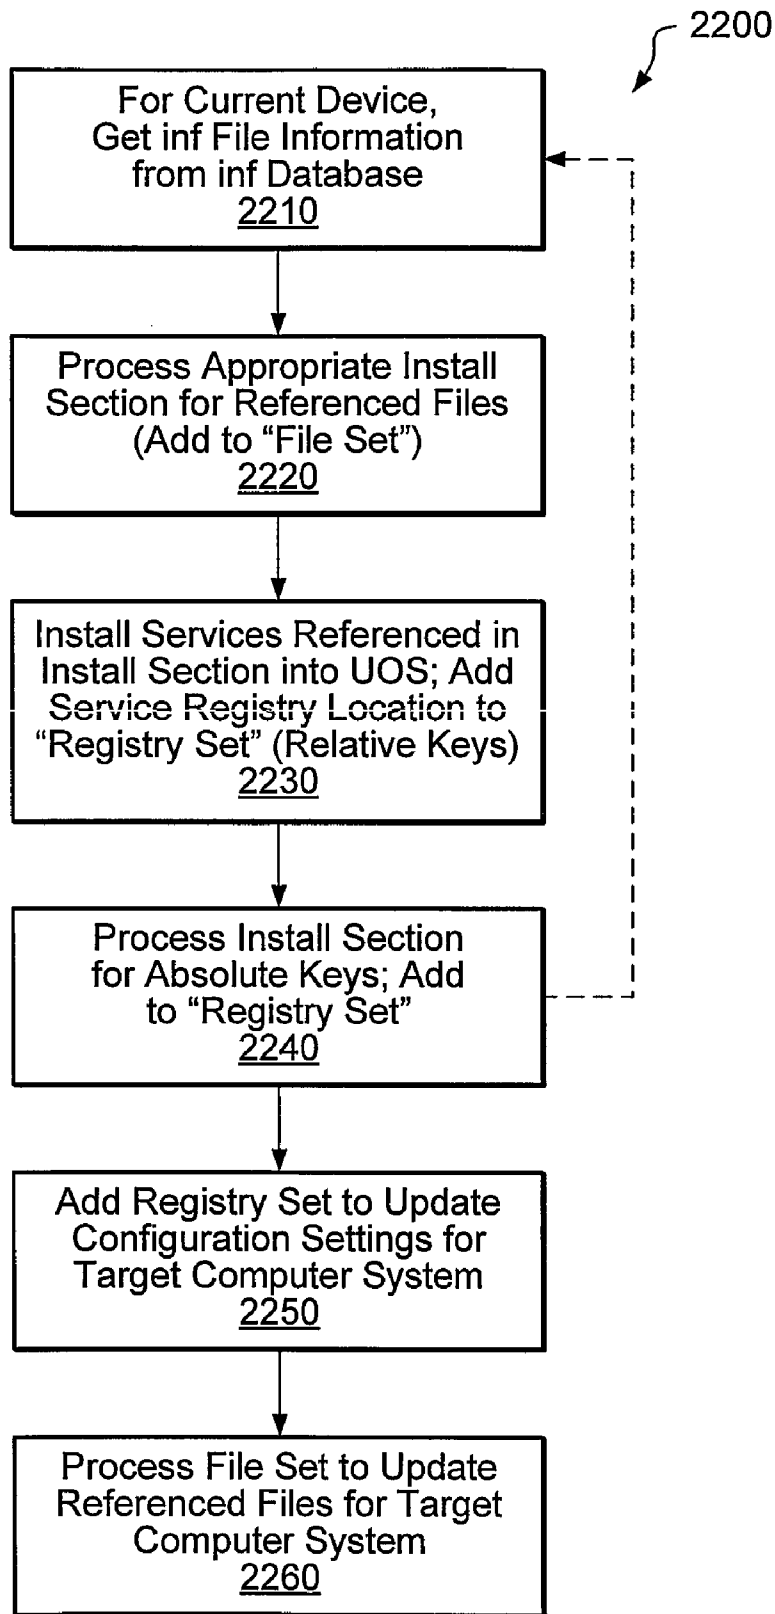 2200
For Current Device,
Get inf File Information
from inf Database
2210
Process Appropriate Install
Section for Referenced Files
(Add to “File Set”)
2220
Install Services Referenced in
Install Section into UOS; Add
Service Registry Location to
“Registry Set” (Relative Keys)
2230
Process Install Section
for Absolute Keys; Add
to “Registry Set”
2240
Add Registry Set to Update
Configuration Settings for
Target Computer System
2250
Process File Set to Update
Referenced Files for Target
Computer System
2260